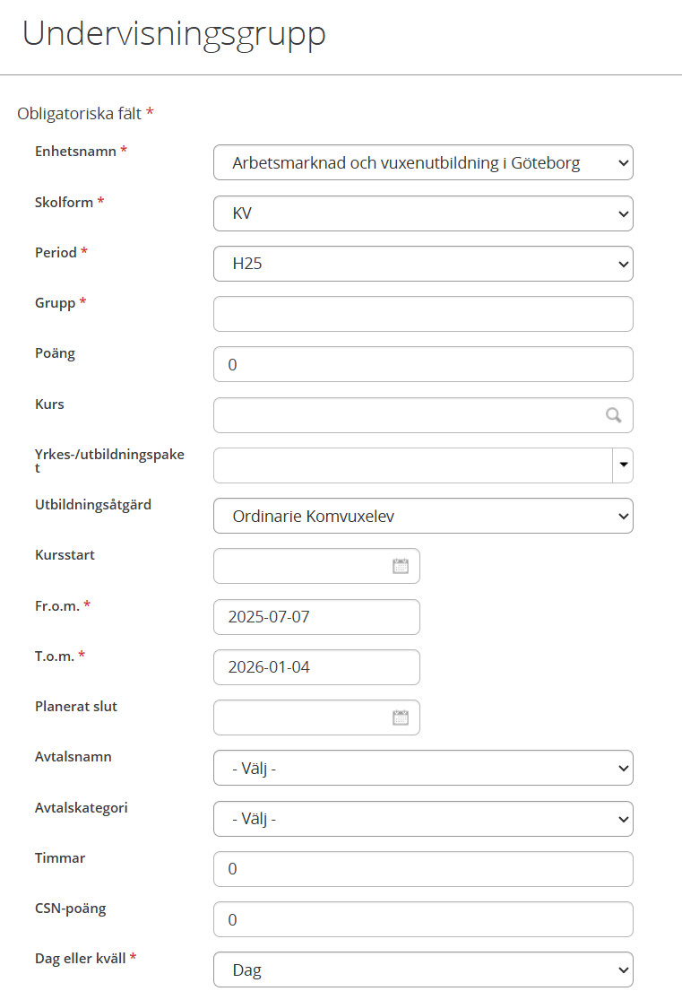 Undervisningsgrupp
Obligatoriska fält *
Enhetsnamn *
Arbetsmarknad och vuxenutbildning i Göteborg
Skolform *
KV
Period *
H25
Grupp *
Poäng
0
Kurs
Yrkes-/utbildningspake
t
Utbildningsåtgärd
Ordinarie Komvuxelev
Kursstart
Fr.o.m. *
2025-07-07
T.o.m. *
2026-01-04
Planerat slut
Avtalsnamn
- Välj -
Avtalskategori
- Välj -
Timmar
0
CSN-poäng
0
Dag eller kväll *
Dag